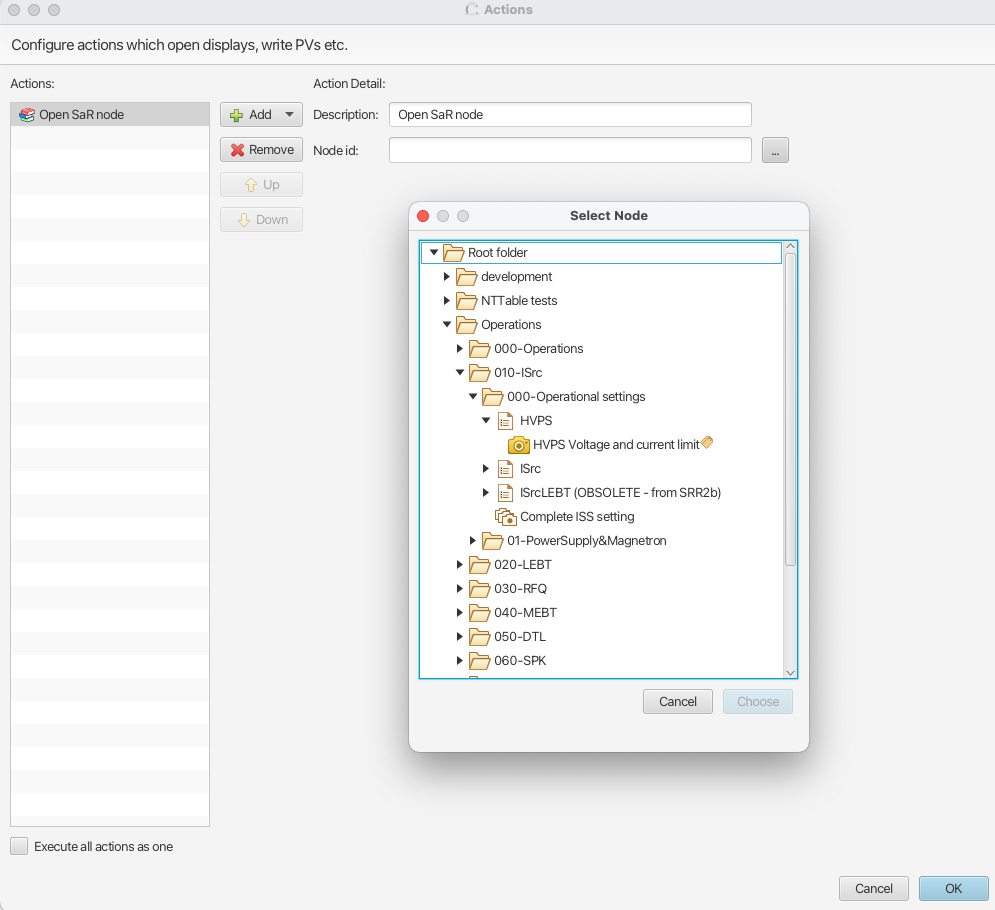 Actions
Configure actions which open displays, write PVs etc.
Actions:
Open SaR node
Add
Remove
Up
Down
Action Detail:
Description: Open SaR node
Node id:
...
Select Node
Root folder
development
NTTable tests
Operations
000-Operations
010-ISrc
000-Operational settings
HVPS
HVPS Voltage and current limit
ISrc
ISrcLEBT (OBSOLETE - from SRR2b)
Complete ISS setting
01-PowerSupply&Magnetron
020-LEBT
030-RFQ
040-MEBT
050-DTL
060-SPK
Cancel
Choose
Execute all actions as one
Cancel
OK